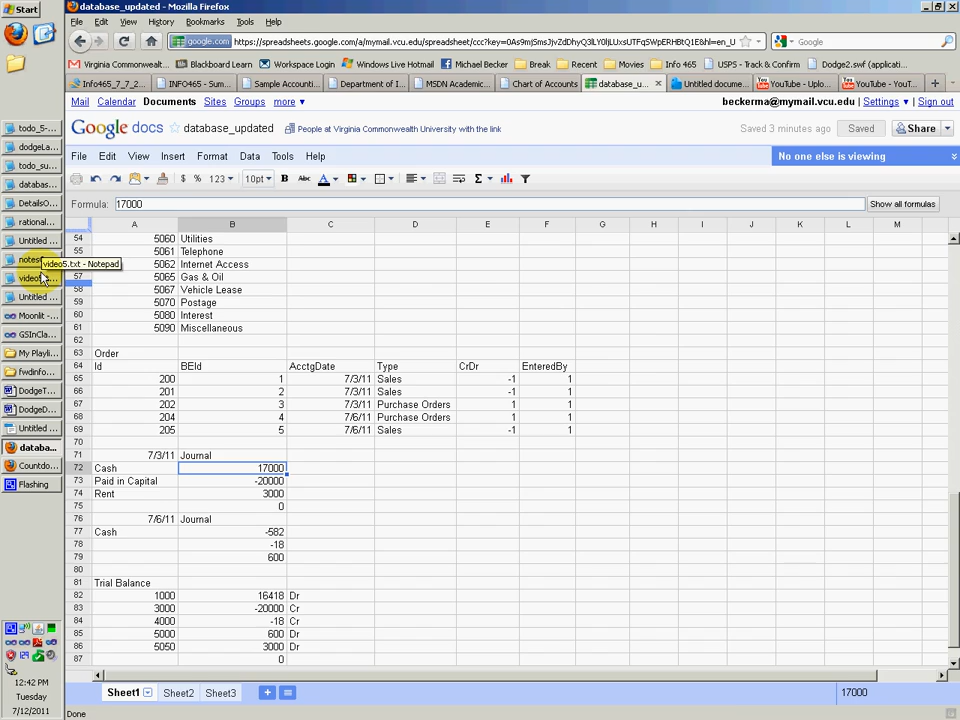 Start
database_updated - Mozilla Firefox
File Edit View History Bookmarks Tools Help
google.com https://spreadsheets.google.com/a/mymail.vcu.edu/spreadsheet/ccc?key=
Google
Virginia Commonwealth... Blackboard Learn Workspace Login Windows Live Hotmail Michael Becker Break Recent Movies Info 465 USPS - Track & Confirm Dodge2.swf (applicati...
Info465_7_7_2... INFO465 - Sum... Sample Accounti... Department of I... MSDN Academic... Chart of Accounts database_u... Untitled document YouTube - Uplo... YouTube - YouT...
Mail Calendar Documents Sites Groups more beckerma@mymail.vcu.edu Settings Sign out
Google docs database_updated People at Virginia Commonwealth University with the link Saved 3 minutes ago Saved Share
File Edit View Insert Format Data Tools Help No one else is viewing
$ % 123 10pt B Abc A Σ
Formula: 17000 Show all formulas
A B C D E F G H I J K L M
54 5060 Utilities
55 5061 Telephone
56 5062 Internet Access
57 5065 Gas & Oil
58 5067 Vehicle Lease
59 5070 Postage
60 5080 Interest
61 5090 Miscellaneous
62
63 Order
64 Id BEId AcctgDate Type CrDr EnteredBy
65 200 1 7/3/11 Sales -1 1
66 201 2 7/3/11 Sales -1 1
67 202 3 7/3/11 Purchase Orders 1 1
68 204 4 7/6/11 Purchase Orders 1 1
69 205 5 7/6/11 Sales -1 1
70
71 7/3/11 Journal
72 Cash 17000
73 Paid in Capital -20000
74 Rent 3000
75 0
76 7/6/11 Journal
77 Cash -582
78 -18
79 600
80
81 Trial Balance
82 1000 16418 Dr
83 3000 -20000 Cr
84 4000 -18 Cr
85 5000 600 Dr
86 5050 3000 Dr
87 0
Sheet1 Sheet2 Sheet3 17000
Done
todo_5-...
dodgeLa...
todo_su...
databas...
DetailsO...
rational...
Untitled ...
notes
video5.txt - Notepad
video
Untitled ...
Moonlit -...
GSInCla...
My Playli...
fwdinfo...
DodgeT...
DodgeD...
Untitled ...
databa...
Countdo...
Flashing
12:42 PM
Tuesday
7/12/2011